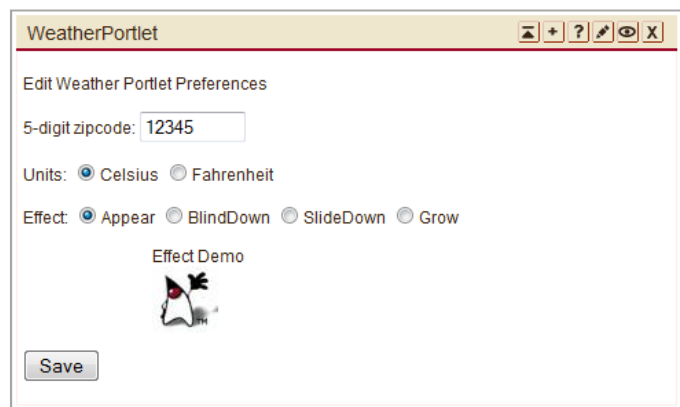 WeatherPortlet + ? X
Edit Weather Portlet Preferences
5-digit zipcode: 12345
Units: Celsius Fahrenheit
Effect: Appear BlindDown SlideDown Grow
Effect Demo
TM
Save